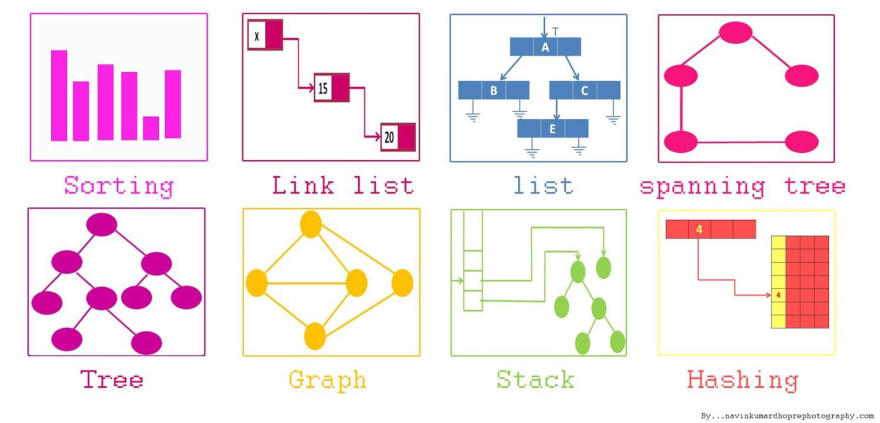 x
15
20
T
A
B
C
E
Sorting
Link list
list
spanning tree
4
4
Tree
Graph
Stack
Hashing
By...navinkumardhoprephotography.com